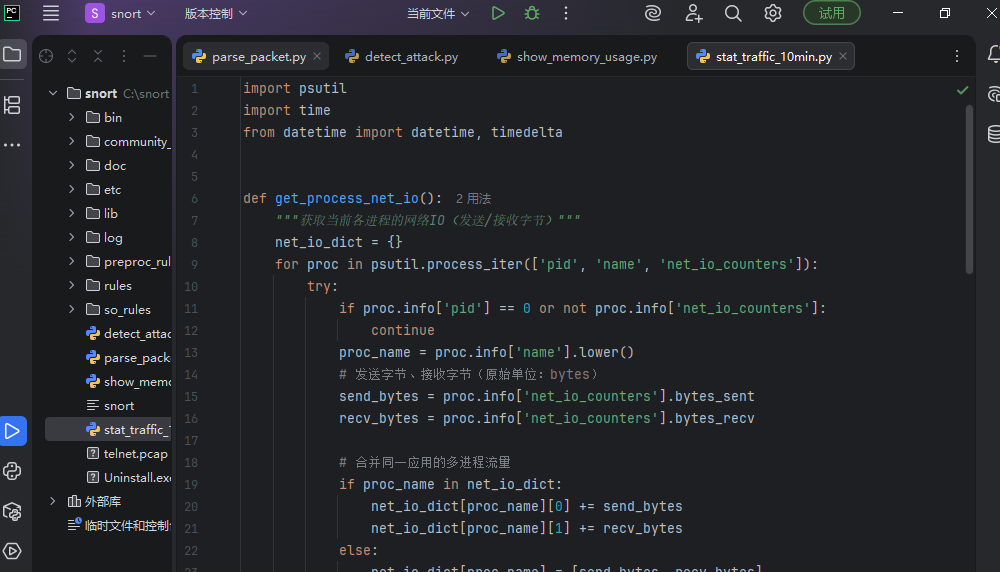 PC
S snort 版本控制 当前文件 试用
parse_packet.py detect_attack.py show_memory_usage.py stat_traffic_10min.py
snort C:\snort
bin
community_
doc
etc
lib
log
preproc_rul
rules
so_rules
detect_attac
parse_pack
show_memo
snort
stat_traffic_1
telnet.pcap
Uninstall.exe
外部库
临时文件和控制台
1 import psutil
2 import time
3 from datetime import datetime, timedelta
4
5
6 def get_process_net_io(): 2 用法
7 """获取当前各进程的网络IO（发送/接收字节）"""
8 net_io_dict = {}
9 for proc in psutil.process_iter(['pid', 'name', 'net_io_counters']):
10 try:
11 if proc.info['pid'] == 0 or not proc.info['net_io_counters']:
12 continue
13 proc_name = proc.info['name'].lower()
14 # 发送字节、接收字节（原始单位：bytes）
15 send_bytes = proc.info['net_io_counters'].bytes_sent
16 recv_bytes = proc.info['net_io_counters'].bytes_recv
17
18 # 合并同一应用的多进程流量
19 if proc_name in net_io_dict:
20 net_io_dict[proc_name][0] += send_bytes
21 net_io_dict[proc_name][1] += recv_bytes
22 else:
net_io_dict[proc_name] = [send_bytes, recv_bytes]